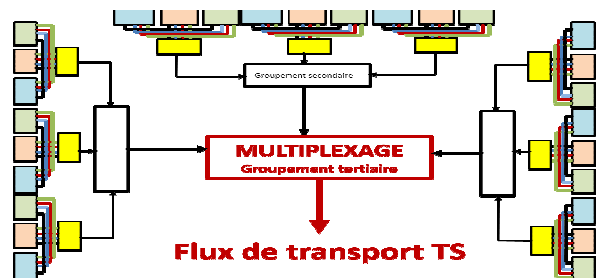 Groupement secondaire
MULTIPLEXAGE
Groupement tertiaire
Flux de transport TS